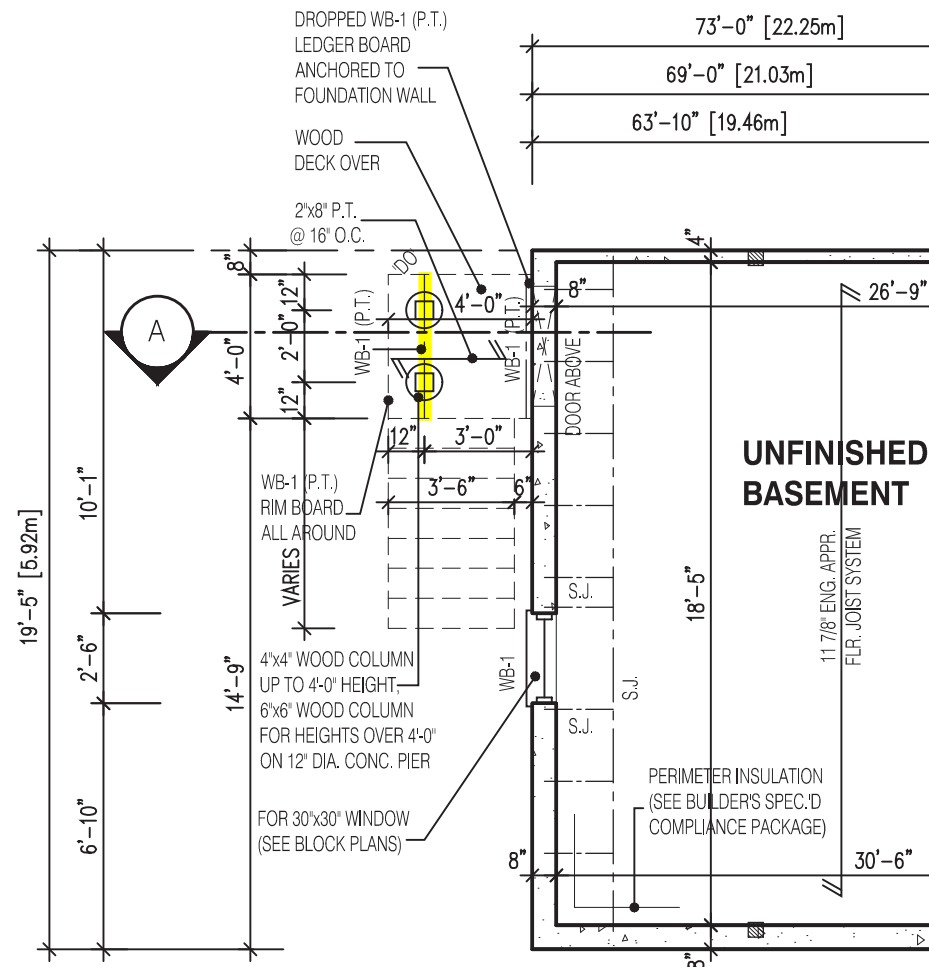 DROPPED WB-1 (P.T.)
LEDGER BOARD
ANCHORED TO
FOUNDATION WALL
WOOD
DECK OVER
2"x8" P.T.
@ 16" O.C.
73'-0" [22.25m]
69'-0" [21.03m]
63'-10" [19.46m]
4"
8"
12"
"DO"
4'-0"
8"
26'-9"
A
WB-1 (P.T.)
WB-1 (P.T.)
4'-0"
2'-0"
12"
DOOR ABOVE
12"
3'-0"
UNFINISHED
BASEMENT
WB-1 (P.T.)
RIM BOARD
ALL AROUND
3'-6"
6"
10'-1"
VARIES
19'-5" [5.92m]
S.J.
18'-5"
11 7/8" ENG. APPR.
FLR. JOIST SYSTEM
2'-6"
14'-9"
4"x4" WOOD COLUMN
UP TO 4'-0" HEIGHT,
6"x6" WOOD COLUMN
FOR HEIGHTS OVER 4'-0"
ON 12" DIA. CONC. PIER
WB-1
S.J.
S.J.
FOR 30"x30" WINDOW
(SEE BLOCK PLANS)
PERIMETER INSULATION
(SEE BUILDER'S SPEC.'D
COMPLIANCE PACKAGE)
6'-10"
8"
30'-6"
8"